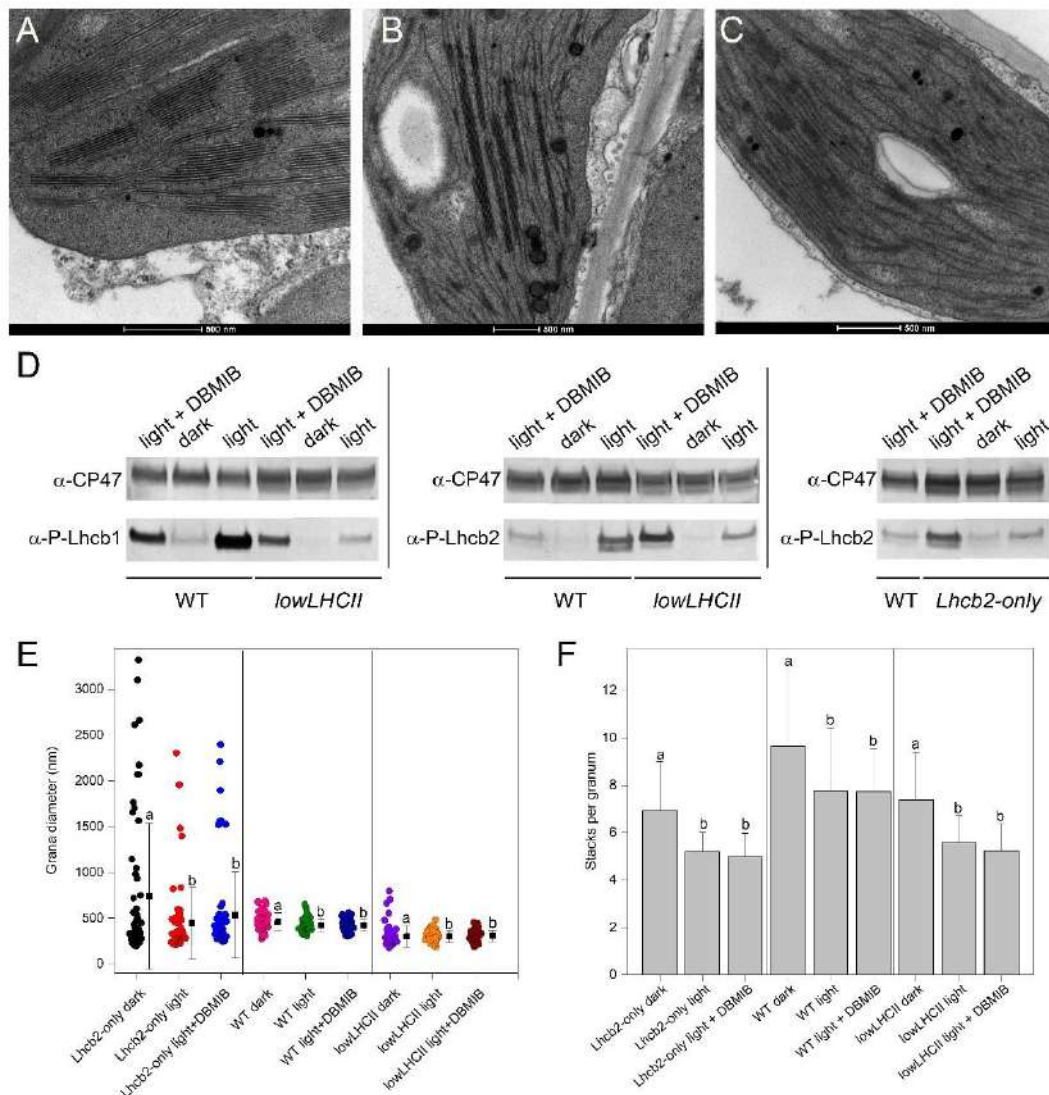 A
B
C
500 nm
500 nm
500 nm
D
light + DBMIB
dark
light
light + DBMIB
dark
light
light + DBMIB
dark
light
light + DBMIB
dark
light
light + DBMIB
light + DBMIB
dark
light
α-CP47
α-CP47
α-CP47
α-P-Lhcb1
α-P-Lhcb2
α-P-Lhcb2
WT
lowLHCII
WT
lowLHCII
WT
Lhcb2-only
E
Grana diameter (nm)
3000
2500
2000
1500
1000
500
0
a
b
b
a
b
b
a
b
b
Lhcb2-only dark
Lhcb2-only light
Lhcb2-only light+DBMIB
WT dark
WT light
WT light+DBMIB
lowLHCII dark
lowLHCII light
lowLHCII light+DBMIB
F
Stacks per granum
12
10
8
6
4
2
0
a
b
b
a
b
b
a
b
b
Lhcb2-only dark
Lhcb2-only light
Lhcb2-only light + DBMIB
WT dark
WT light
WT light + DBMIB
lowLHCII dark
lowLHCII light
lowLHCII light + DBMIB